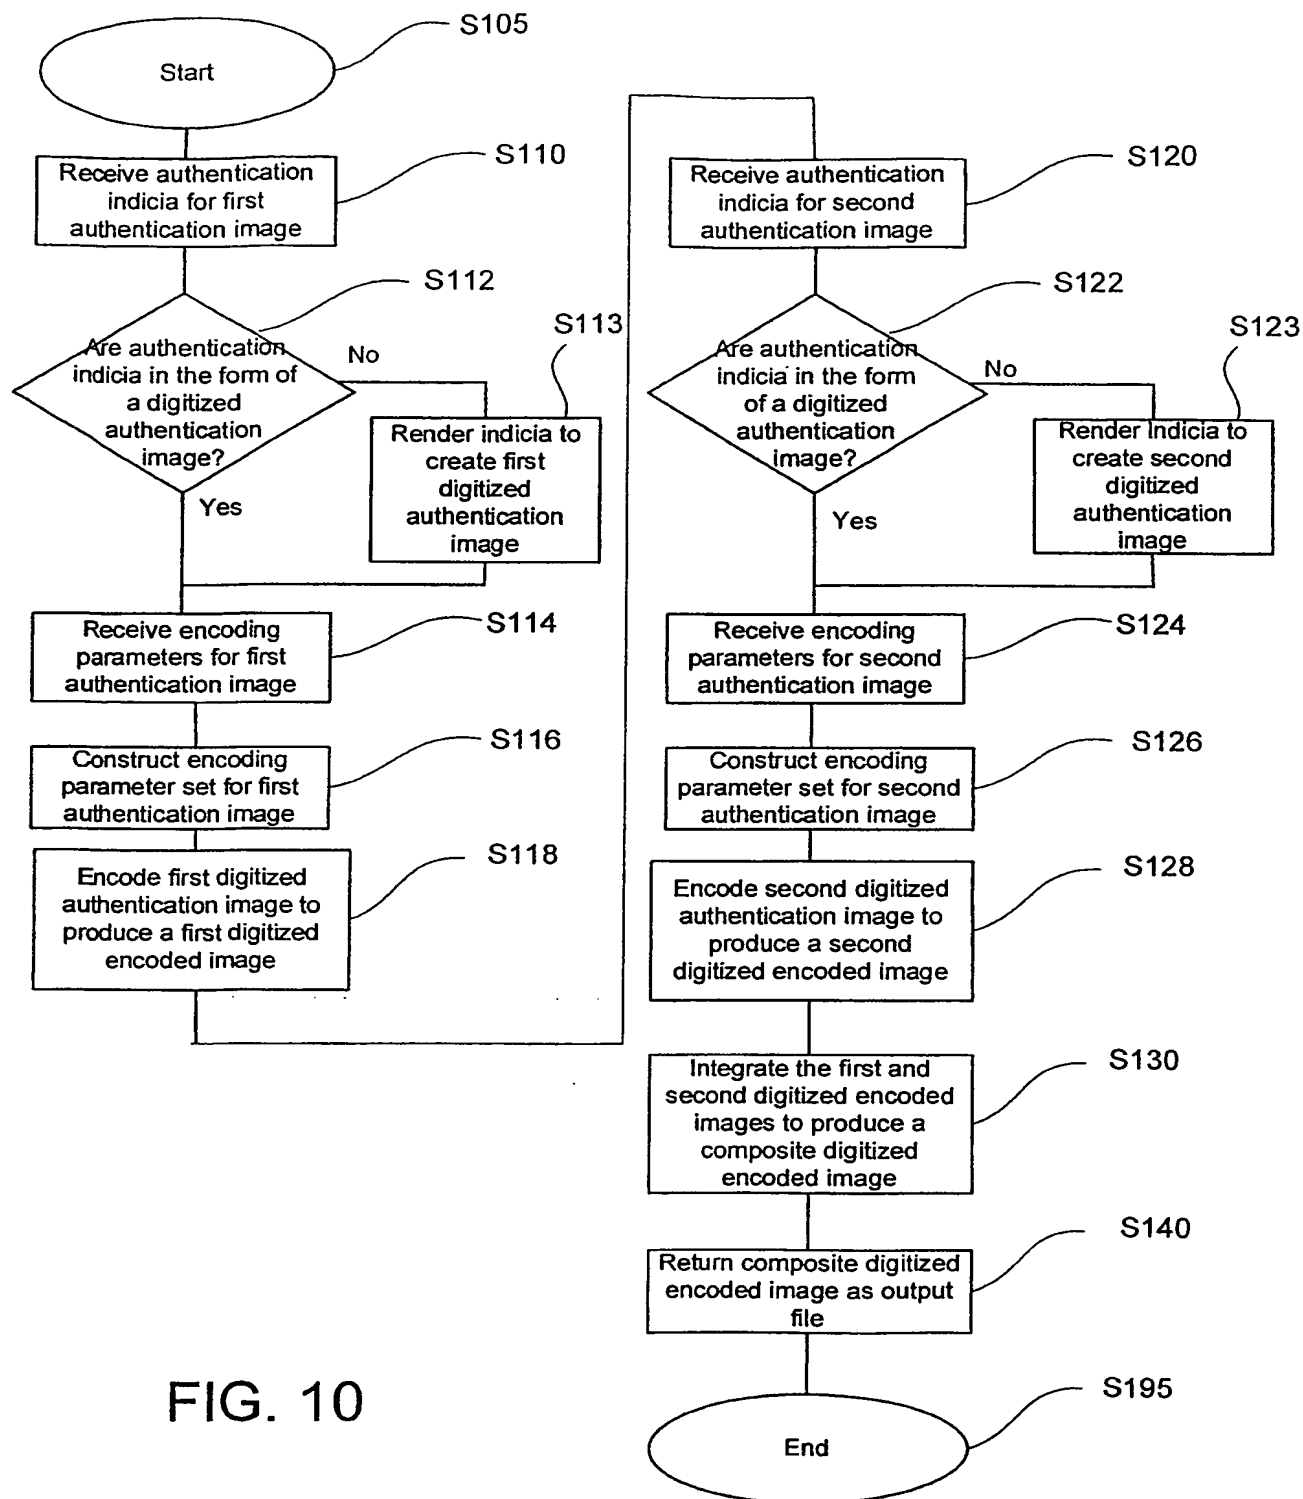 S105
Start
S110
Receive authentication
indicia for first
authentication image
S112
Are authentication
indicia in the form of
a digitized
authentication
image?
No
Yes
S113
Render indicia to
create first
digitized
authentication
image
S114
Receive encoding
parameters for first
authentication image
S116
Construct encoding
parameter set for first
authentication image
S118
Encode first digitized
authentication image to
produce a first digitized
encoded image
S120
Receive authentication
indicia for second
authentication image
S122
Are authentication
indicia in the form
of a digitized
authentication
image?
No
Yes
S123
Render indicia to
create second
digitized
authentication
image
S124
Receive encoding
parameters for second
authentication image
S126
Construct encoding
parameter set for second
authentication image
S128
Encode second digitized
authentication image to
produce a second
digitized encoded image
S130
Integrate the first and
second digitized encoded
images to produce a
composite digitized
encoded image
S140
Return composite digitized
encoded image as output
file
S195
End
FIG. 10